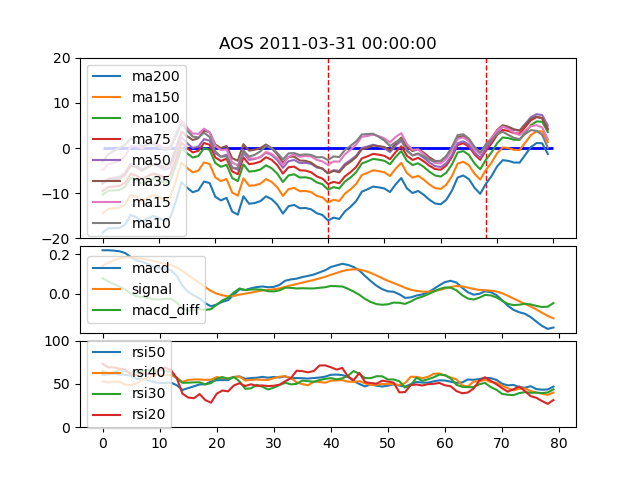 AOS 2011-03-31 00:00:00
20
10
0
−10
−20
ma200
ma150
ma100
ma75
ma50
ma35
ma15
ma10
0.2
0.0
macd
signal
macd_diff
100
50
0
rsi50
rsi40
rsi30
rsi20
0 10 20 30 40 50 60 70 80